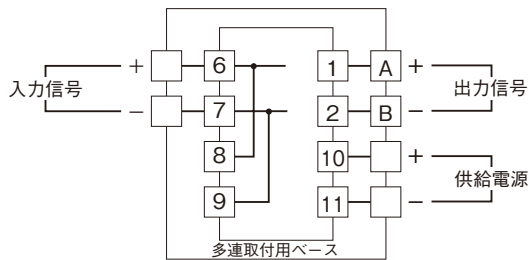 + 6 1 A +
入力信号 出力信号
− 7 2 B −
8 10 +
供給電源
9 11 −
多連取付用ベース